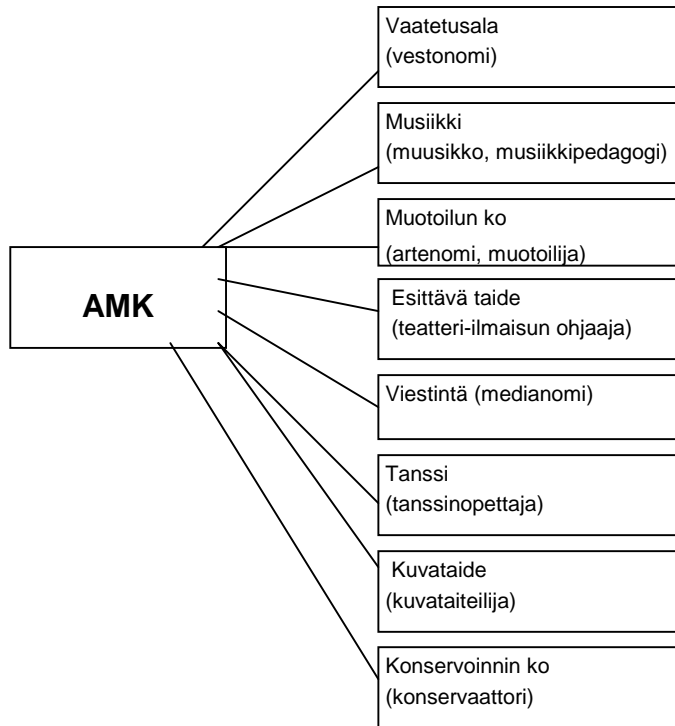 Vaatetusala
(vestonomi)
Musiikki
(muusikko, musiikkipedagogi)
Muotoilun ko
(artenomi, muotoilija)
AMK
Esittävä taide
(teatteri-ilmaisun ohjaaja)
Viestintä (medianomi)
Tanssi
(tanssinopettaja)
Kuvataide
(kuvataiteilija)
Konservoinnin ko
(konservaattori)